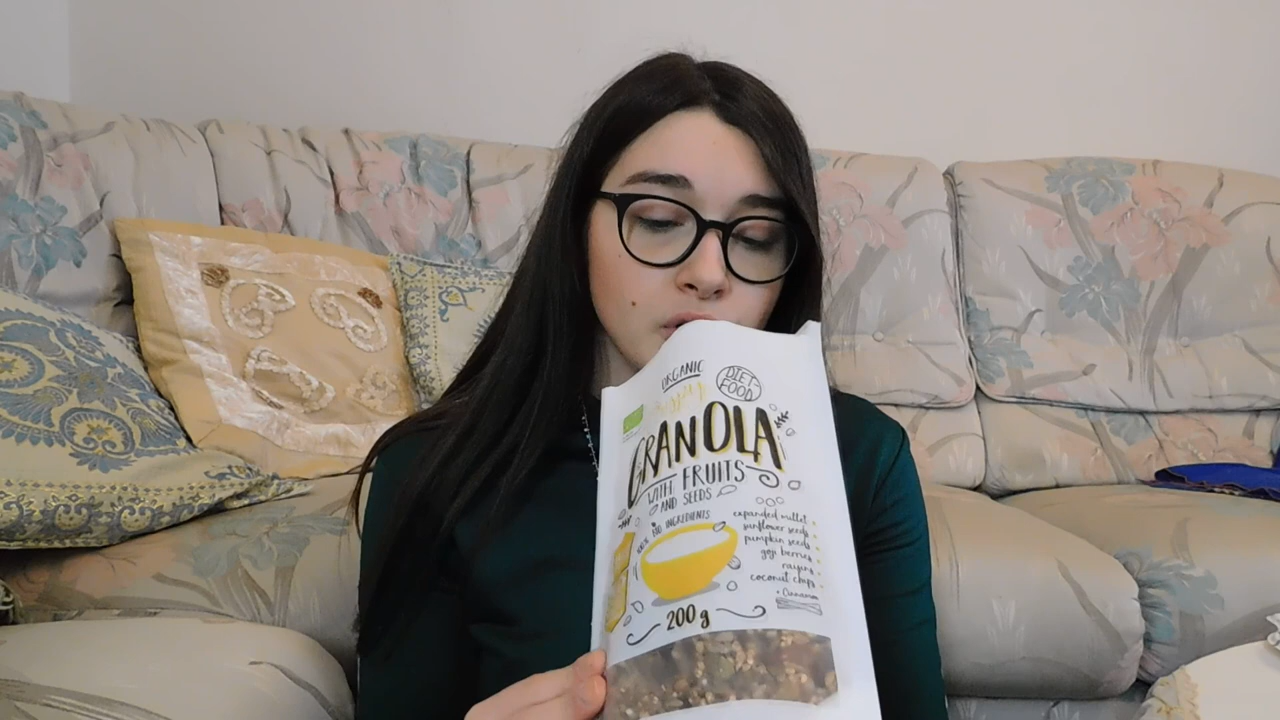 ORGANIC
DIET-
FOOD
GRANOLA
WITH FRUITS
AND SEEDS
100% BIO INGREDIENTS
expanded millet
sunflower seeds
pumpkin seeds
goji berries
raisins
coconut chips
+ Cinnamon
200 g